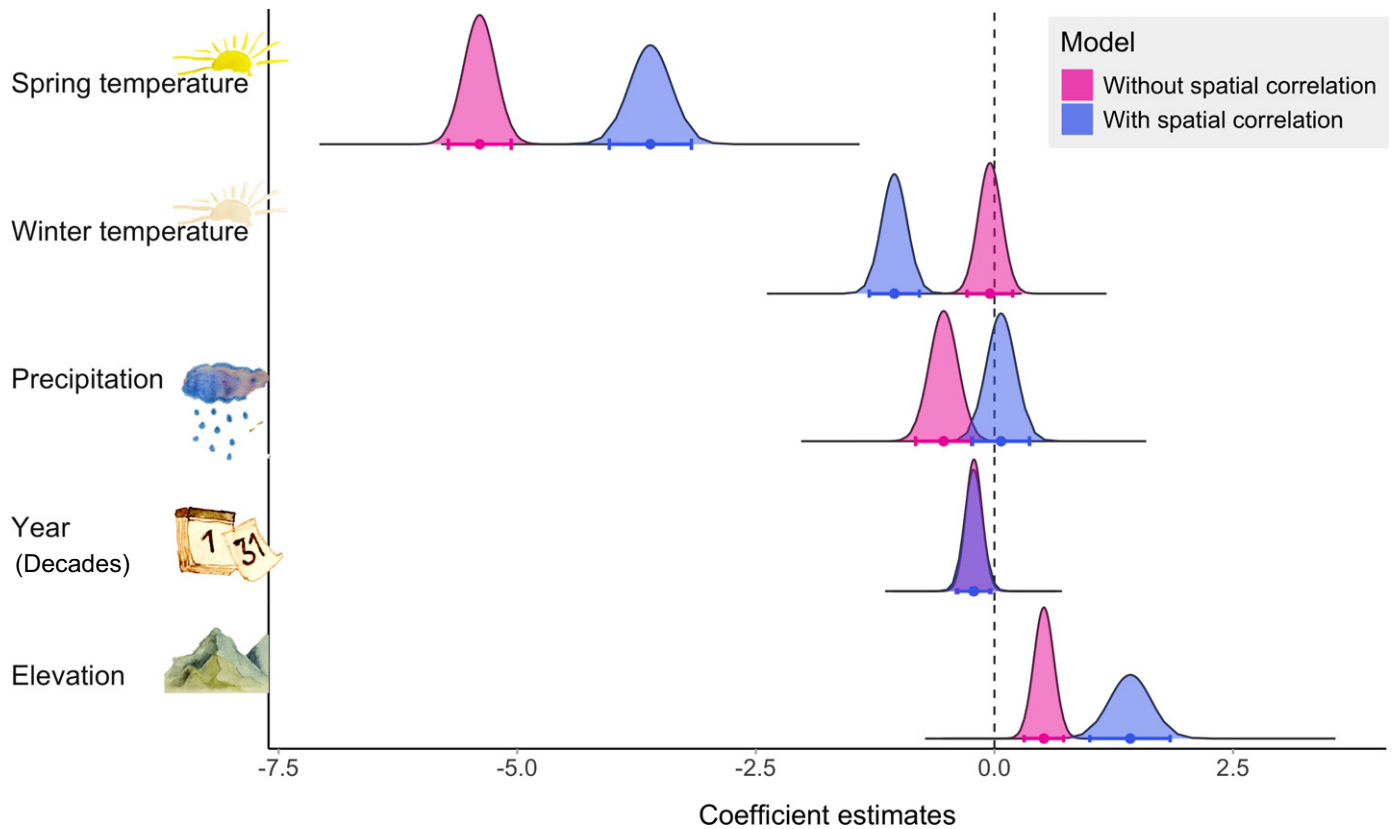 Model
Without spatial correlation
With spatial correlation
Spring temperature
Winter temperature
Precipitation
Year
(Decades)
1
31
Elevation
-7.5
-5.0
-2.5
0.0
2.5
Coefficient estimates